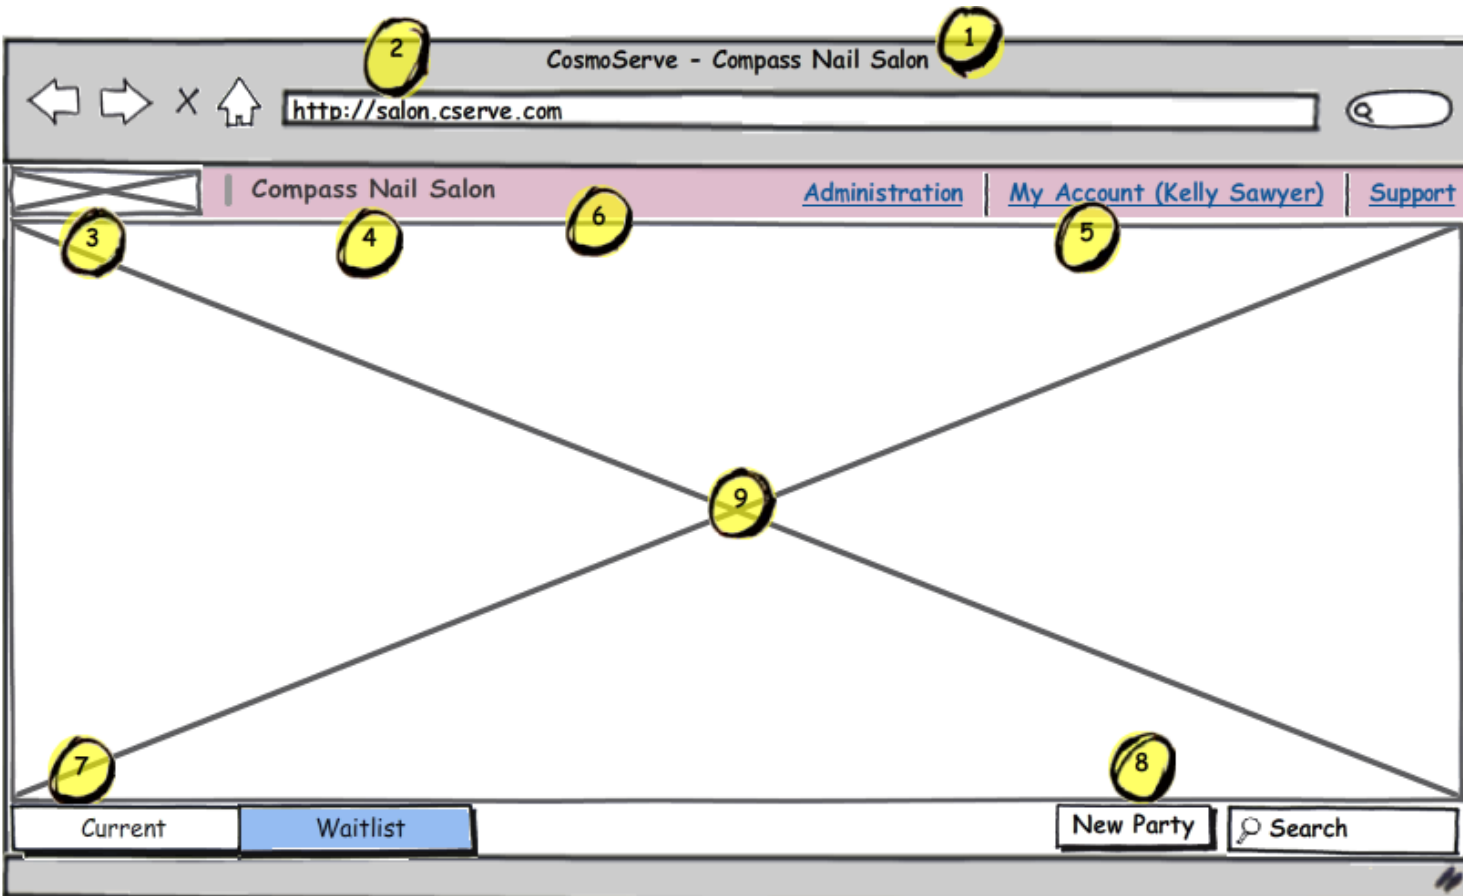 2
1
CosmoServe - Compass Nail Salon
http://salon.cserve.com
Compass Nail Salon
Administration
My Account (Kelly Sawyer)
Support
3
4
6
5
9
7
8
Current
Waitlist
New Party
Search